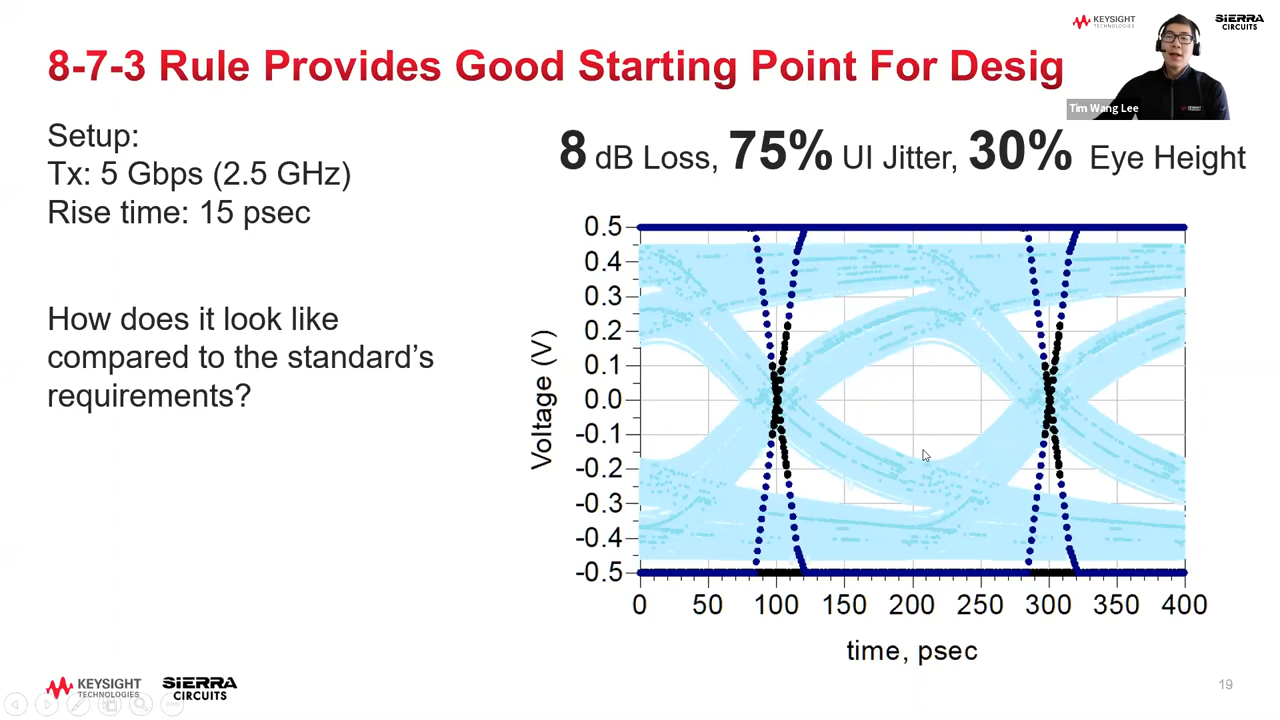 KEYSIGHT
TECHNOLOGIES
SIERRA
CIRCUITS
8-7-3 Rule Provides Good Starting Point For Desig
Tim Wang Lee
Setup:
Tx: 5 Gbps (2.5 GHz)
Rise time: 15 psec
8 dB Loss, 75% UI Jitter, 30% Eye Height
How does it look like
compared to the standard’s
requirements?
Voltage (V)
0.5
0.4
0.3
0.2
0.1
0.0
-0.1
-0.2
-0.3
-0.4
-0.5
0 50 100 150 200 250 300 350 400
time, psec
KEYSIGHT
TECHNOLOGIES
SIERRA
CIRCUITS
19